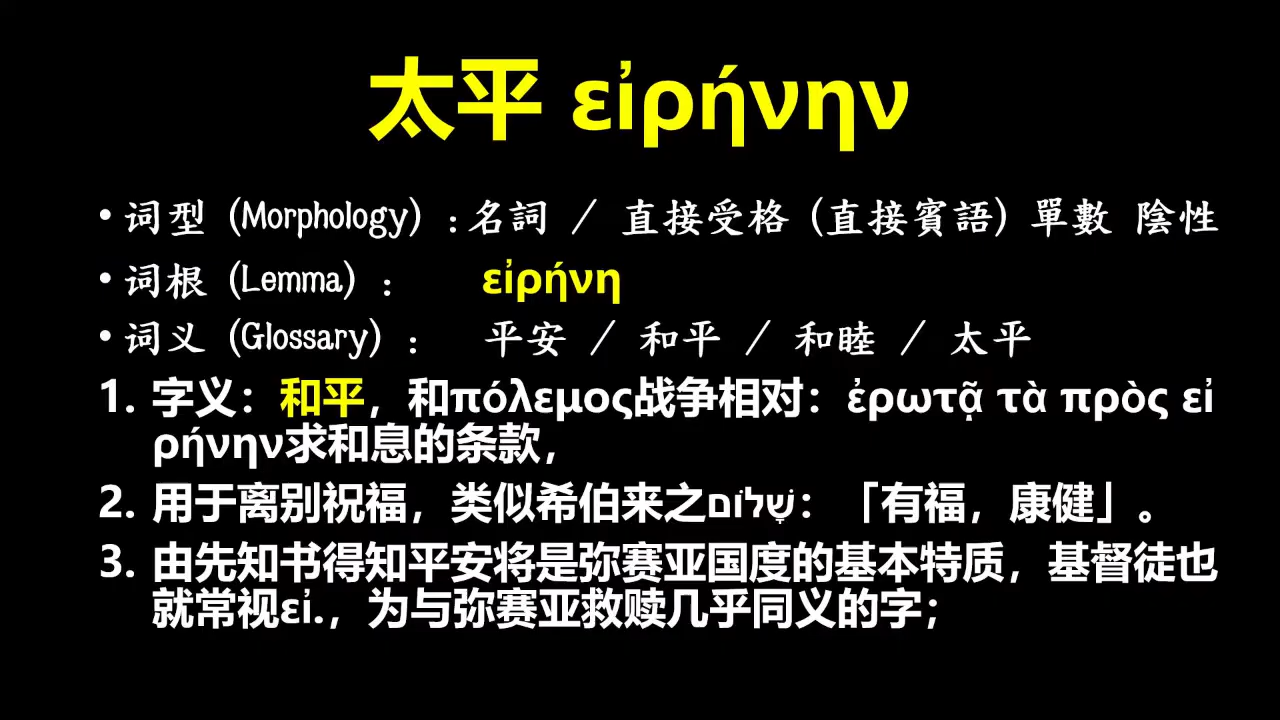 太平 εἰρήνην
• 词型 (Morphology) : 名詞 / 直接受格 (直接賓語) 單數 陰性
• 词根 (Lemma) : εἰρήνη
• 词义 (Glossary) : 平安 / 和平 / 和睦 / 太平
1. 字义：和平，和πόλεμος战争相对：ἐρωτᾷ τὰ πρὸς εἰ
ρήνην求和息的条款，
2. 用于离别祝福，类似希伯来之שָׁלוֹם：「有福，康健」。
3. 由先知书得知平安将是弥赛亚国度的基本特质，基督徒也
就常视εἰ.，为与弥赛亚救赎几乎同义的字；